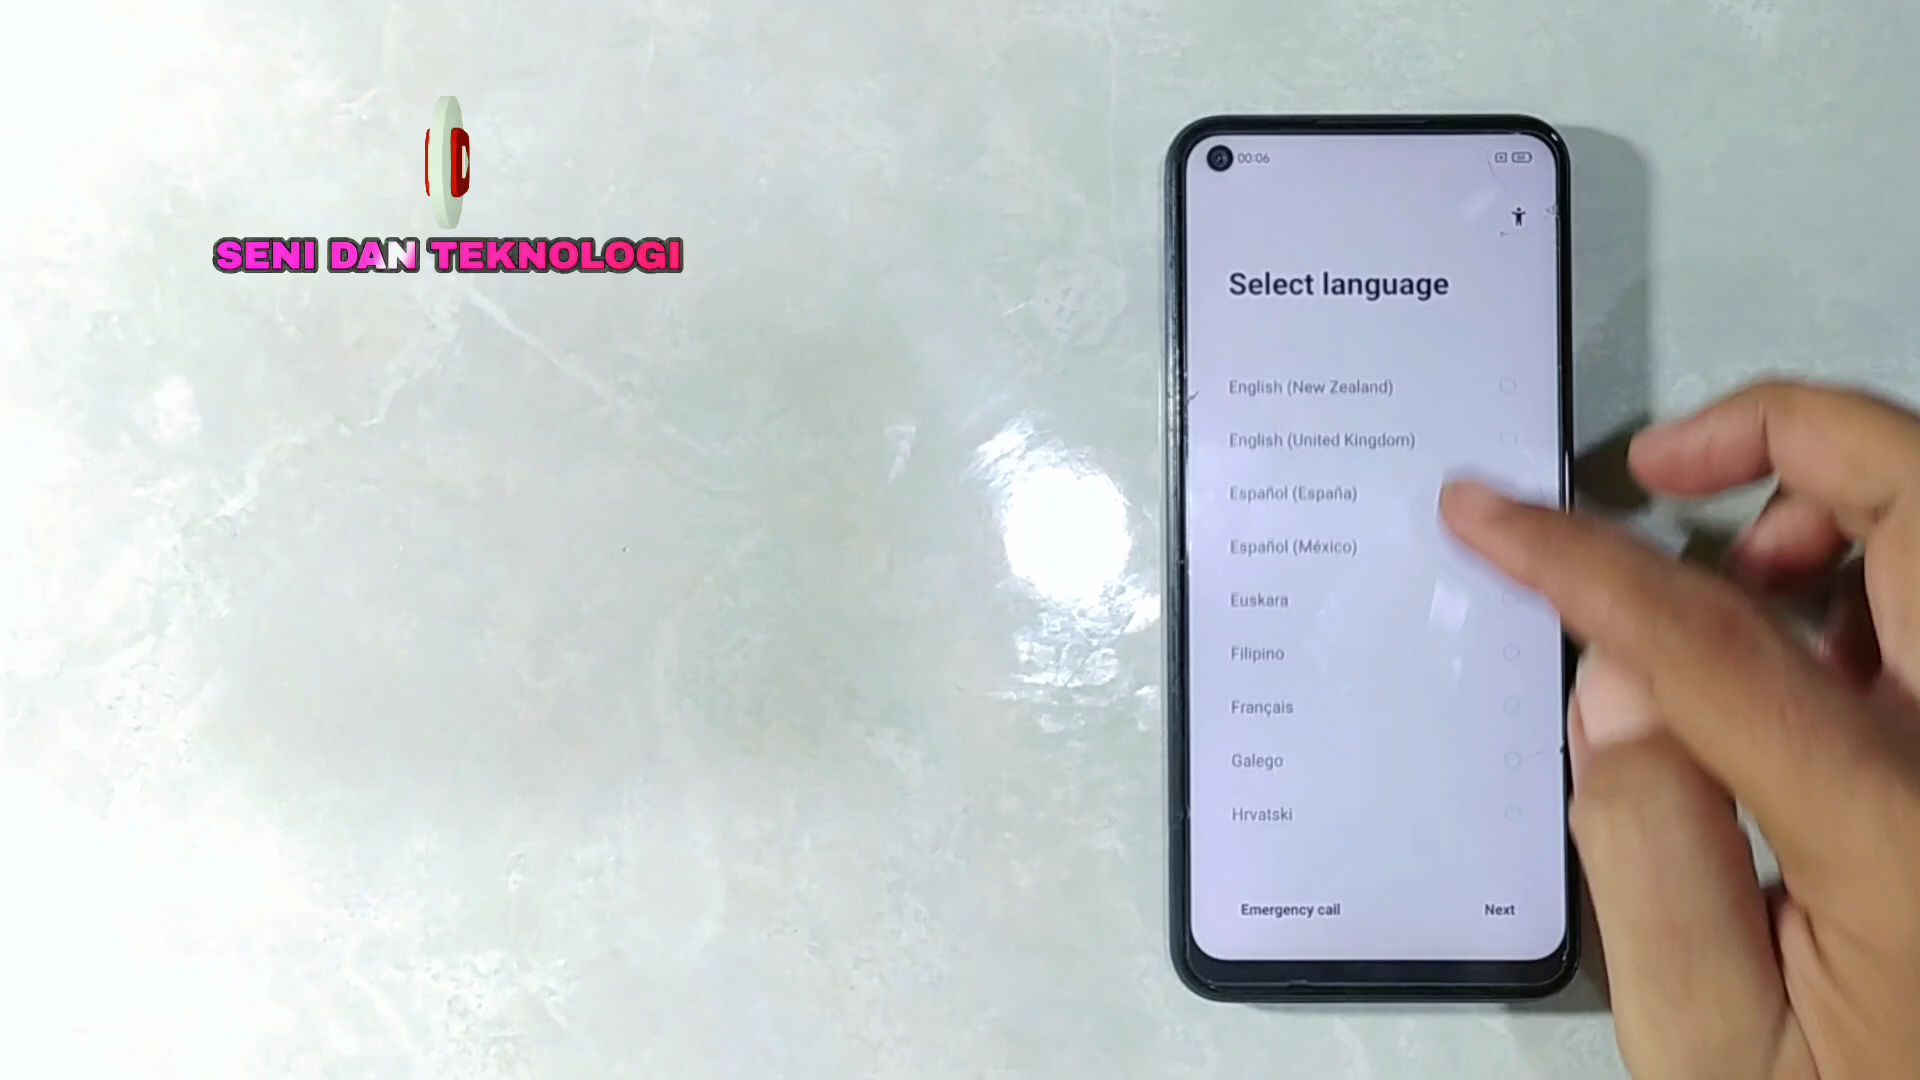 SENI DAN TEKNOLOGI
00:06
Select language
English (New Zealand)
English (United Kingdom)
Español (España)
Español (México)
Euskara
Filipino
Français
Galego
Hrvatski
Emergency call
Next